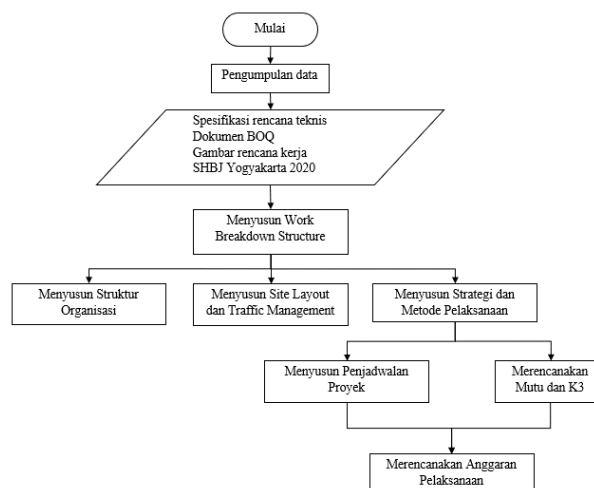 Mulai
Pengumpulan data
Spesifikasi rencana teknis
Dokumen BOQ
Gambar rencana kerja
SHBJ Yogyakarta 2020
Menyusun Work
Breakdown Structure
Menyusun Struktur
Organisasi
Menyusun Site Layout
dan Traffic Management
Menyusun Strategi dan
Metode Pelaksanaan
Menyusun Penjadwalan
Proyek
Merencanakan
Mutu dan K3
Merencanakan Anggaran
Pelaksanaan